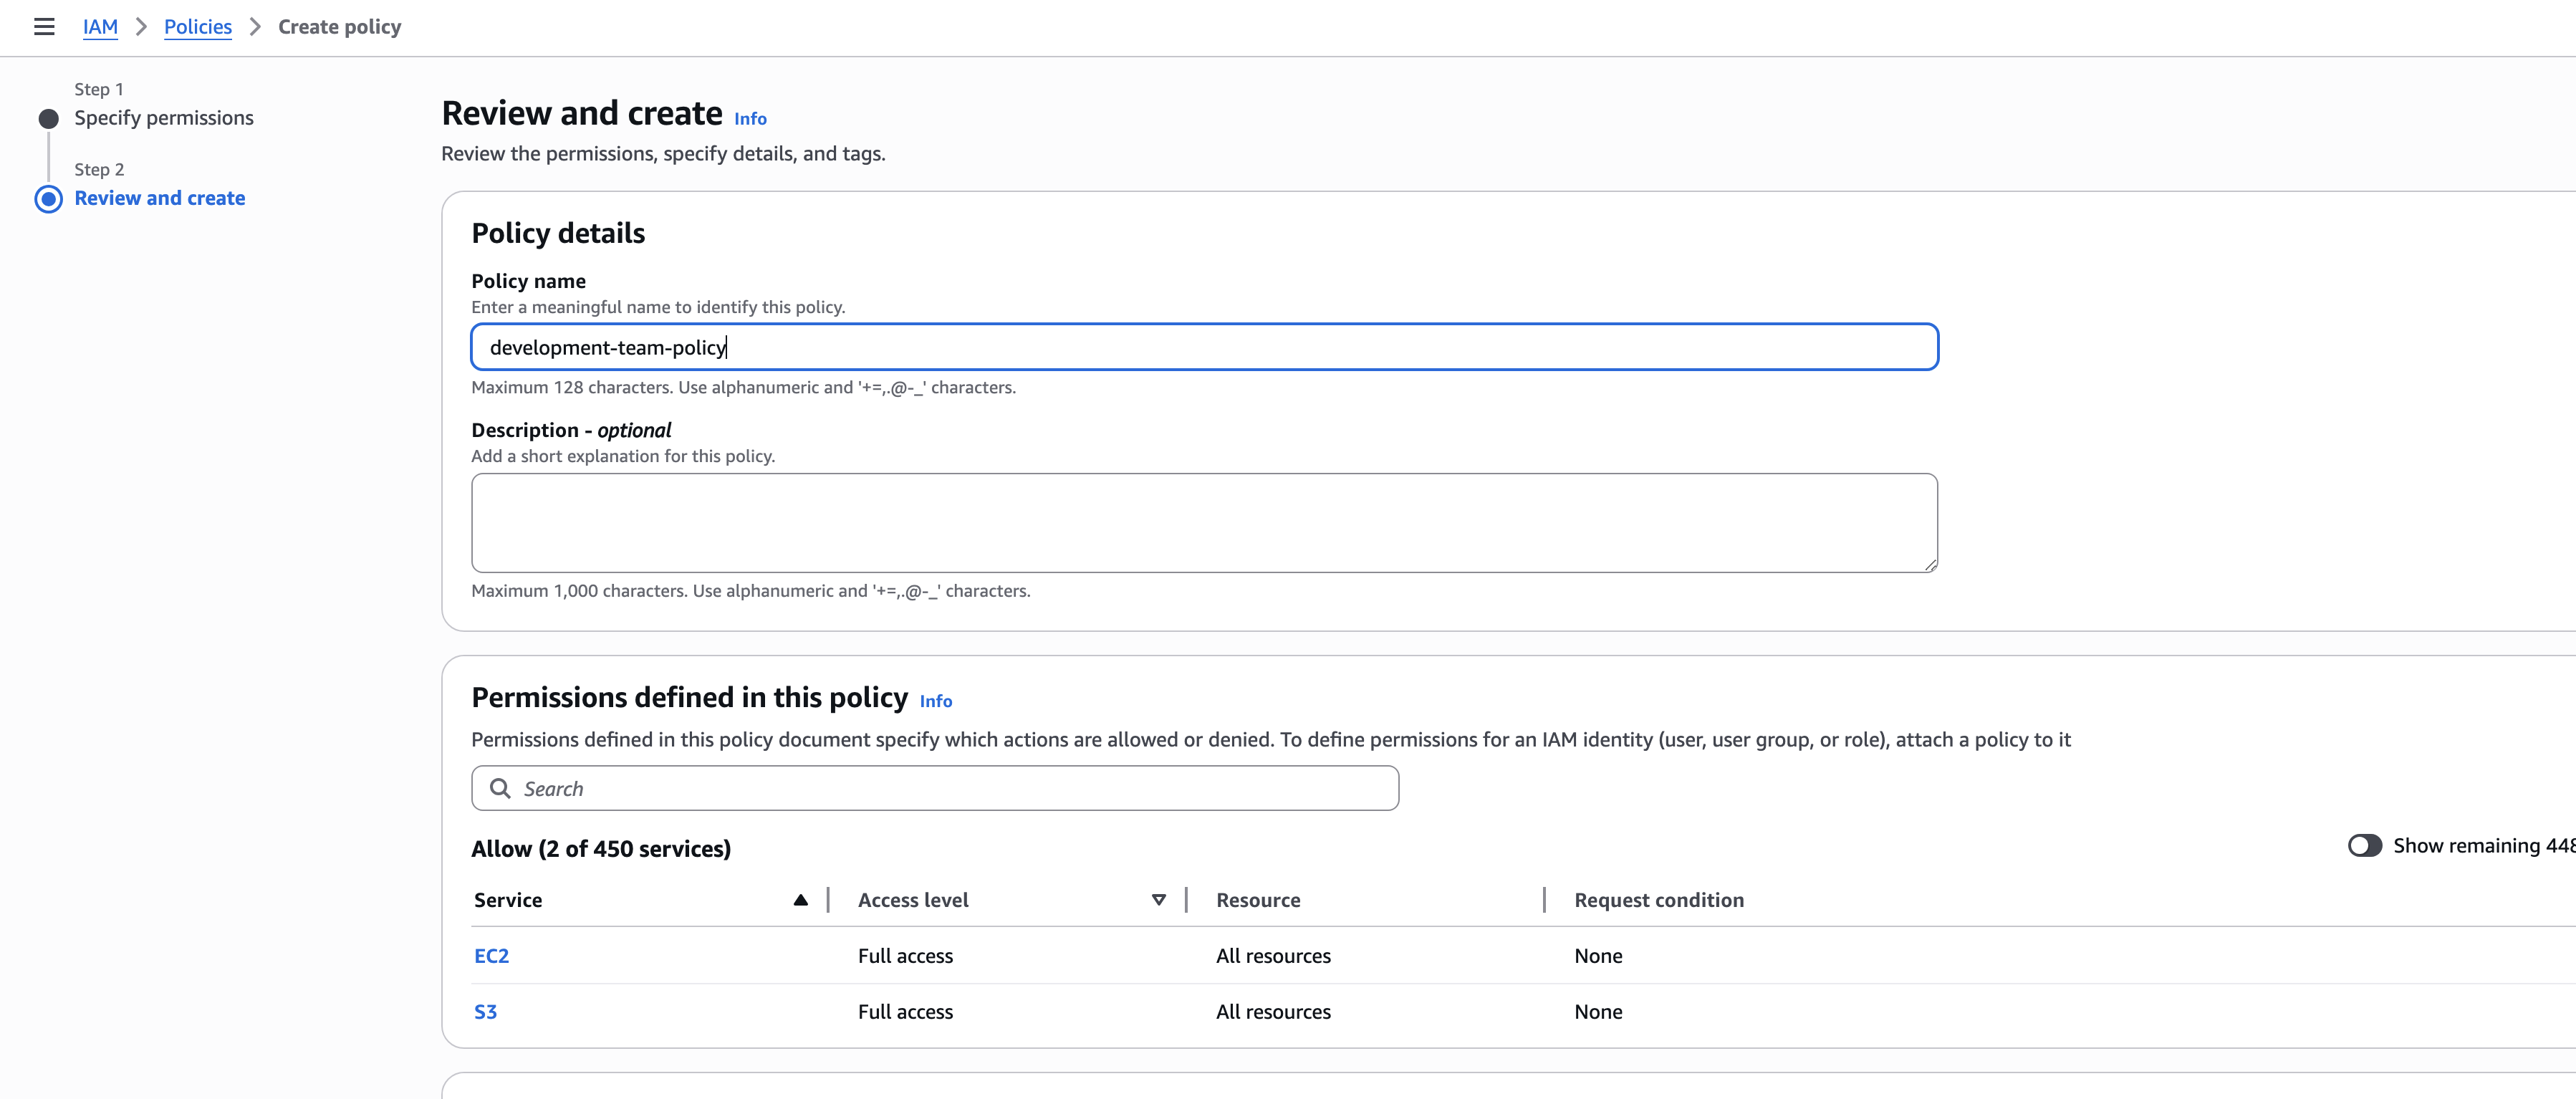 IAM > Policies > Create policy
Step 1
Specify permissions
Step 2
Review and create
Review and create Info
Review the permissions, specify details, and tags.
Policy details
Policy name
Enter a meaningful name to identify this policy.
development-team-policy
Maximum 128 characters. Use alphanumeric and '+=,.@-_' characters.
Description - optional
Add a short explanation for this policy.
Maximum 1,000 characters. Use alphanumeric and '+=,.@-_' characters.
Permissions defined in this policy Info
Permissions defined in this policy document specify which actions are allowed or denied. To define permissions for an IAM identity (user, user group, or role), attach a policy to it
Search
Allow (2 of 450 services)
Show remaining 448
Service Access level Resource Request condition
EC2 Full access All resources None
S3 Full access All resources None